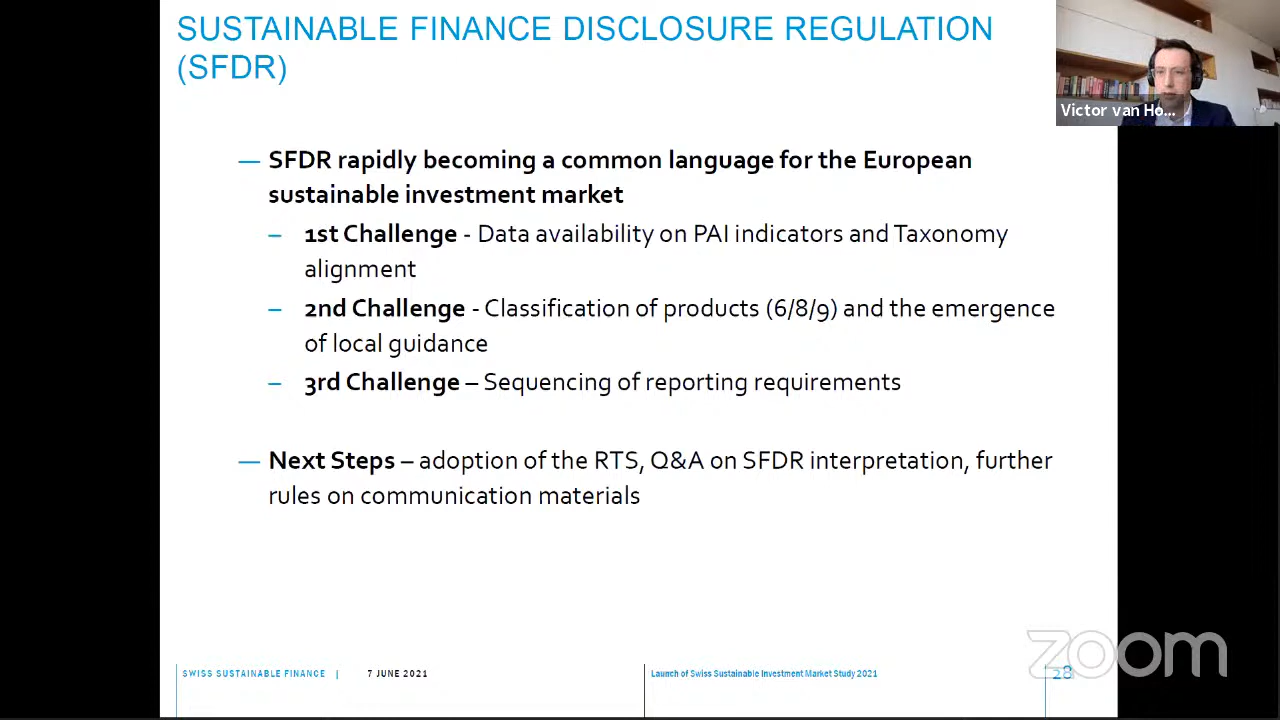 SUSTAINABLE FINANCE DISCLOSURE REGULATION
(SFDR)
Victor van Ho...
— SFDR rapidly becoming a common language for the European
sustainable investment market
– 1st Challenge - Data availability on PAI indicators and Taxonomy
alignment
– 2nd Challenge - Classification of products (6/8/9) and the emergence
of local guidance
– 3rd Challenge – Sequencing of reporting requirements
— Next Steps – adoption of the RTS, Q&A on SFDR interpretation, further
rules on communication materials
zoom
SWISS SUSTAINABLE FINANCE | 7 JUNE 2021 Launch of Swiss Sustainable Investment Market Study 2021 28